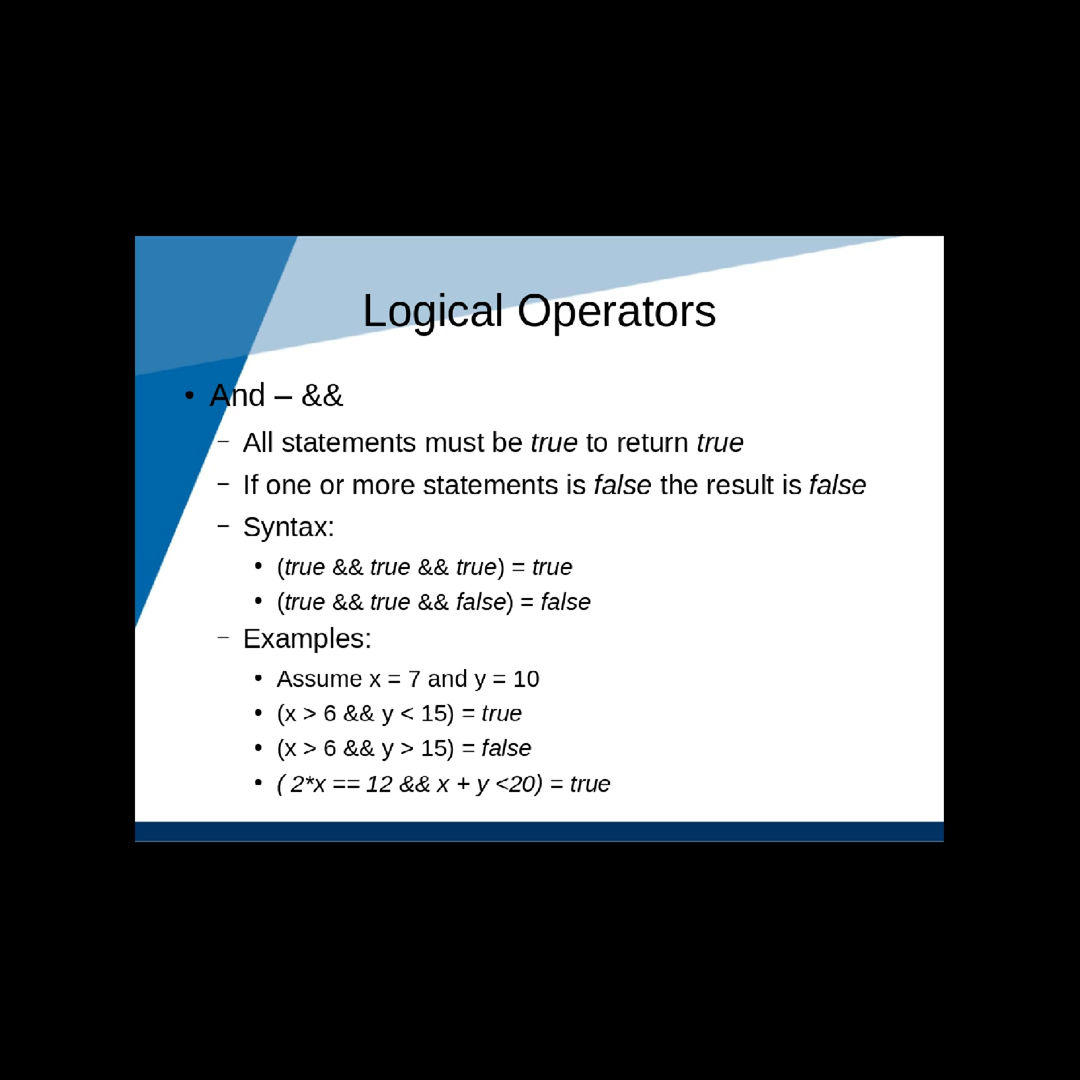 Logical Operators
• And – &&
– All statements must be true to return true
– If one or more statements is false the result is false
– Syntax:
• (true && true && true) = true
• (true && true && false) = false
– Examples:
• Assume x = 7 and y = 10
• (x > 6 && y < 15) = true
• (x > 6 && y > 15) = false
• ( 2*x == 12 && x + y <20) = true